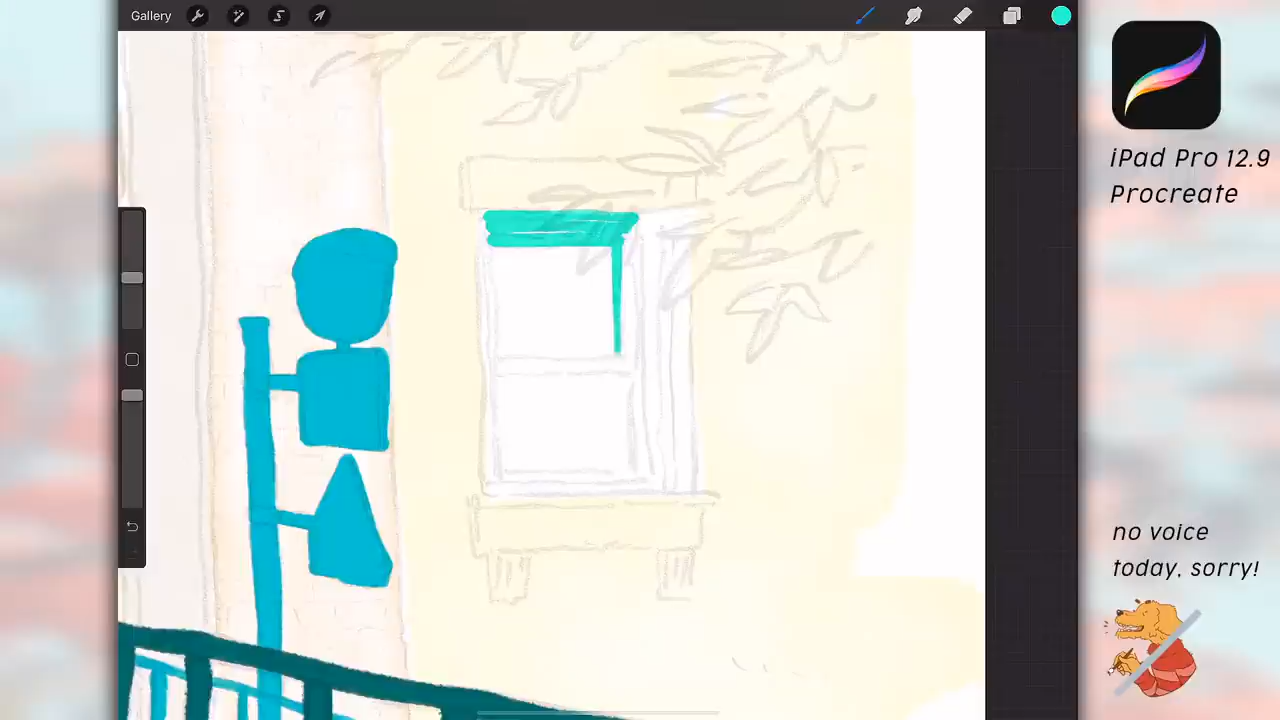 Gallery
iPad Pro 12.9
Procreate
no voice
today, sorry!